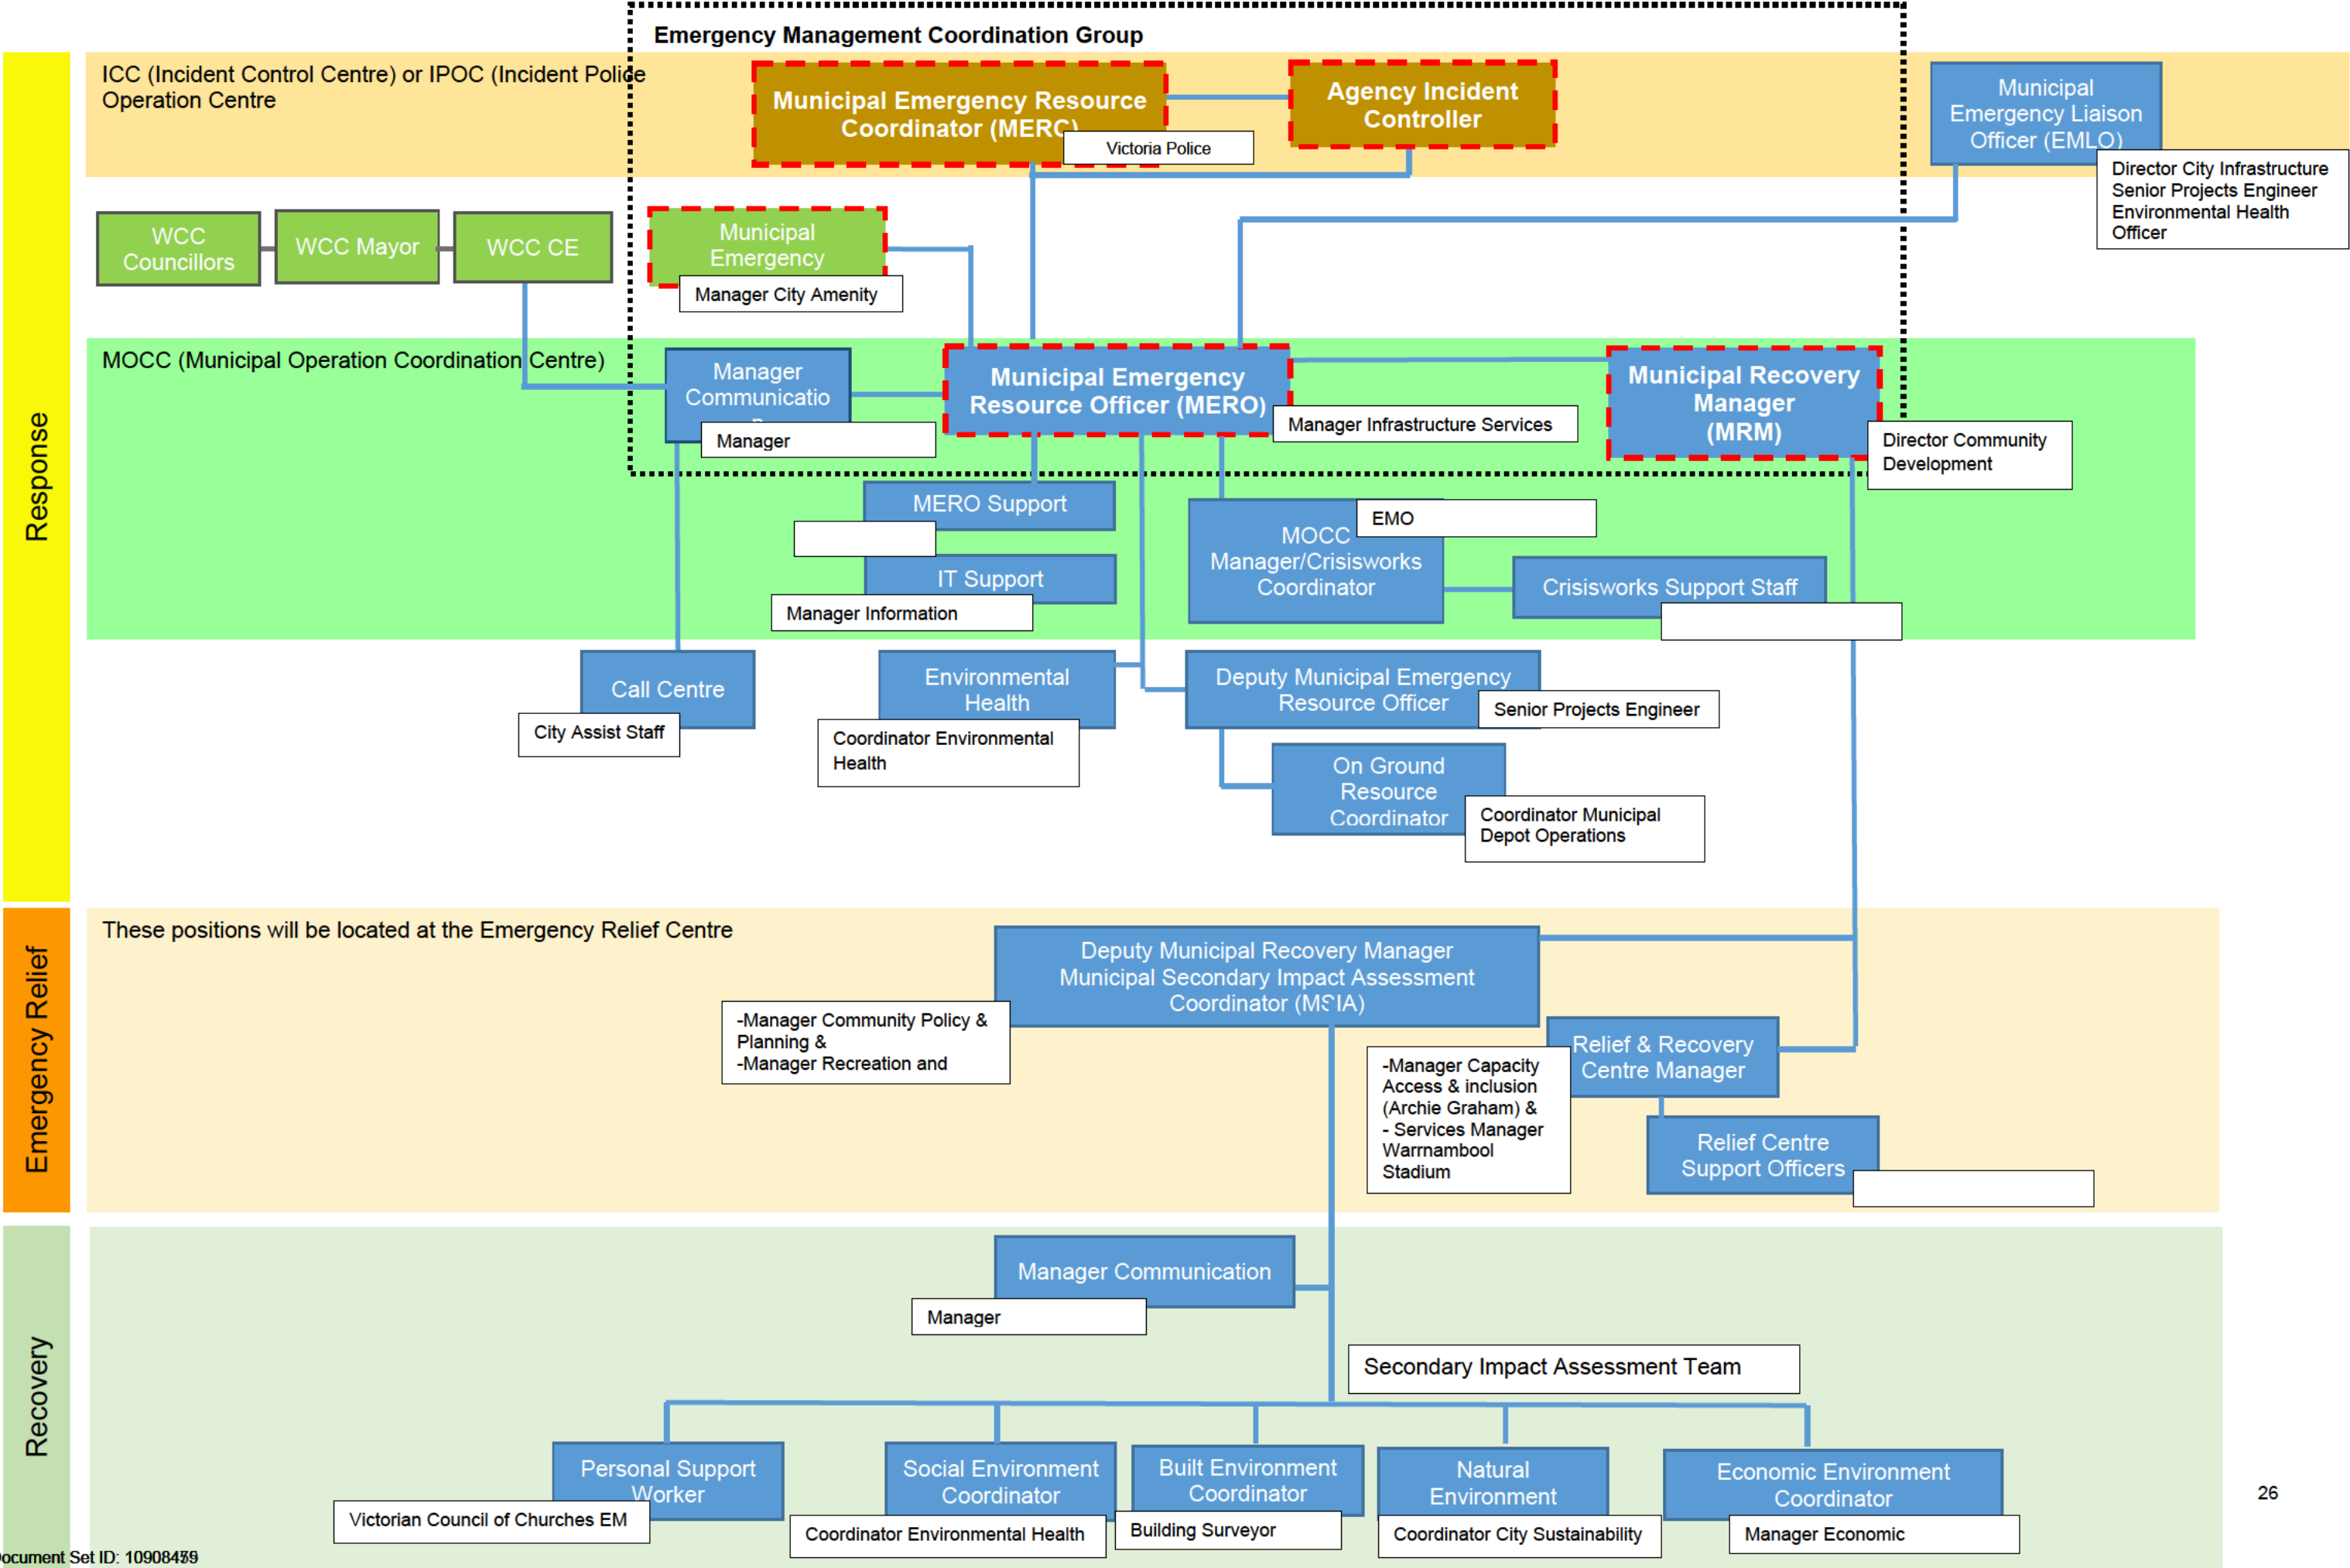 Emergency Management Coordination Group
ICC (Incident Control Centre) or IPOC (Incident Police
Operation Centre
Municipal Emergency Resource
Coordinator (MERC)
Victoria Police
Agency Incident
Controller
Municipal
Emergency Liaison
Officer (EMLO)
Director City Infrastructure
Senior Projects Engineer
Environmental Health
Officer
WCC
Councillors
WCC Mayor
WCC CE
Municipal
Emergency
Manager City Amenity
Response
MOCC (Municipal Operation Coordination Centre)
Manager
Communicatio
Manager
Municipal Emergency
Resource Officer (MERO)
Manager Infrastructure Services
Municipal Recovery
Manager
(MRM)
Director Community
Development
MERO Support
IT Support
Manager Information
EMO
MOCC
Manager/Crisisworks
Coordinator
Crisisworks Support Staff
Call Centre
City Assist Staff
Environmental
Health
Coordinator Environmental
Health
Deputy Municipal Emergency
Resource Officer
Senior Projects Engineer
On Ground
Resource
Coordinator
Coordinator Municipal
Depot Operations
Emergency Relief
These positions will be located at the Emergency Relief Centre
Deputy Municipal Recovery Manager
Municipal Secondary Impact Assessment
Coordinator (MSIA)
-Manager Community Policy &
Planning &
-Manager Recreation and
Relief & Recovery
Centre Manager
-Manager Capacity
Access & inclusion
(Archie Graham) &
- Services Manager
Warrnambool
Stadium
Relief Centre
Support Officers
Recovery
Manager Communication
Manager
Secondary Impact Assessment Team
Personal Support
Worker
Victorian Council of Churches EM
Social Environment
Coordinator
Coordinator Environmental Health
Built Environment
Coordinator
Building Surveyor
Natural
Environment
Coordinator City Sustainability
Economic Environment
Coordinator
Manager Economic
26
ocument Set ID: